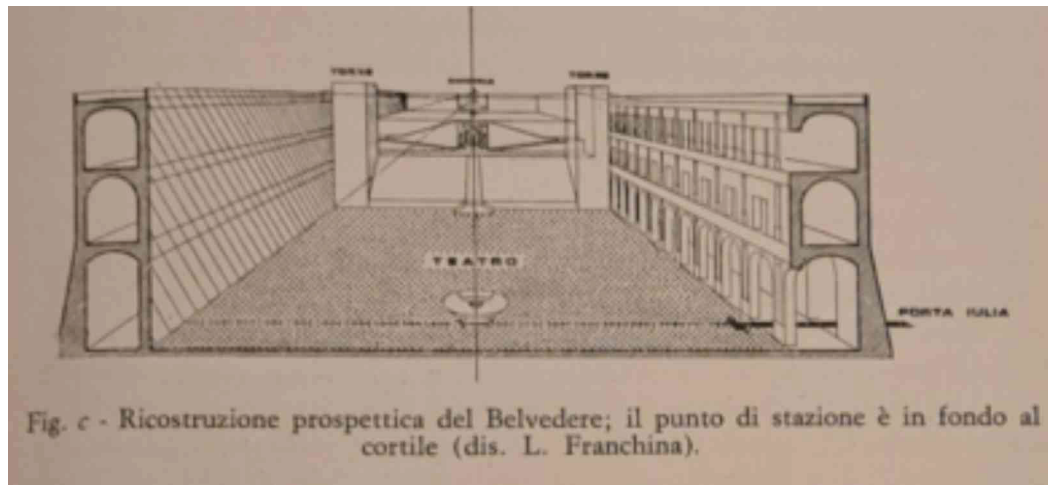 TORRE
TORRE
TEATRO
PORTA IULIA
Fig. c - Ricostruzione prospettica del Belvedere; il punto di stazione è in fondo al
cortile (dis. L. Franchina).